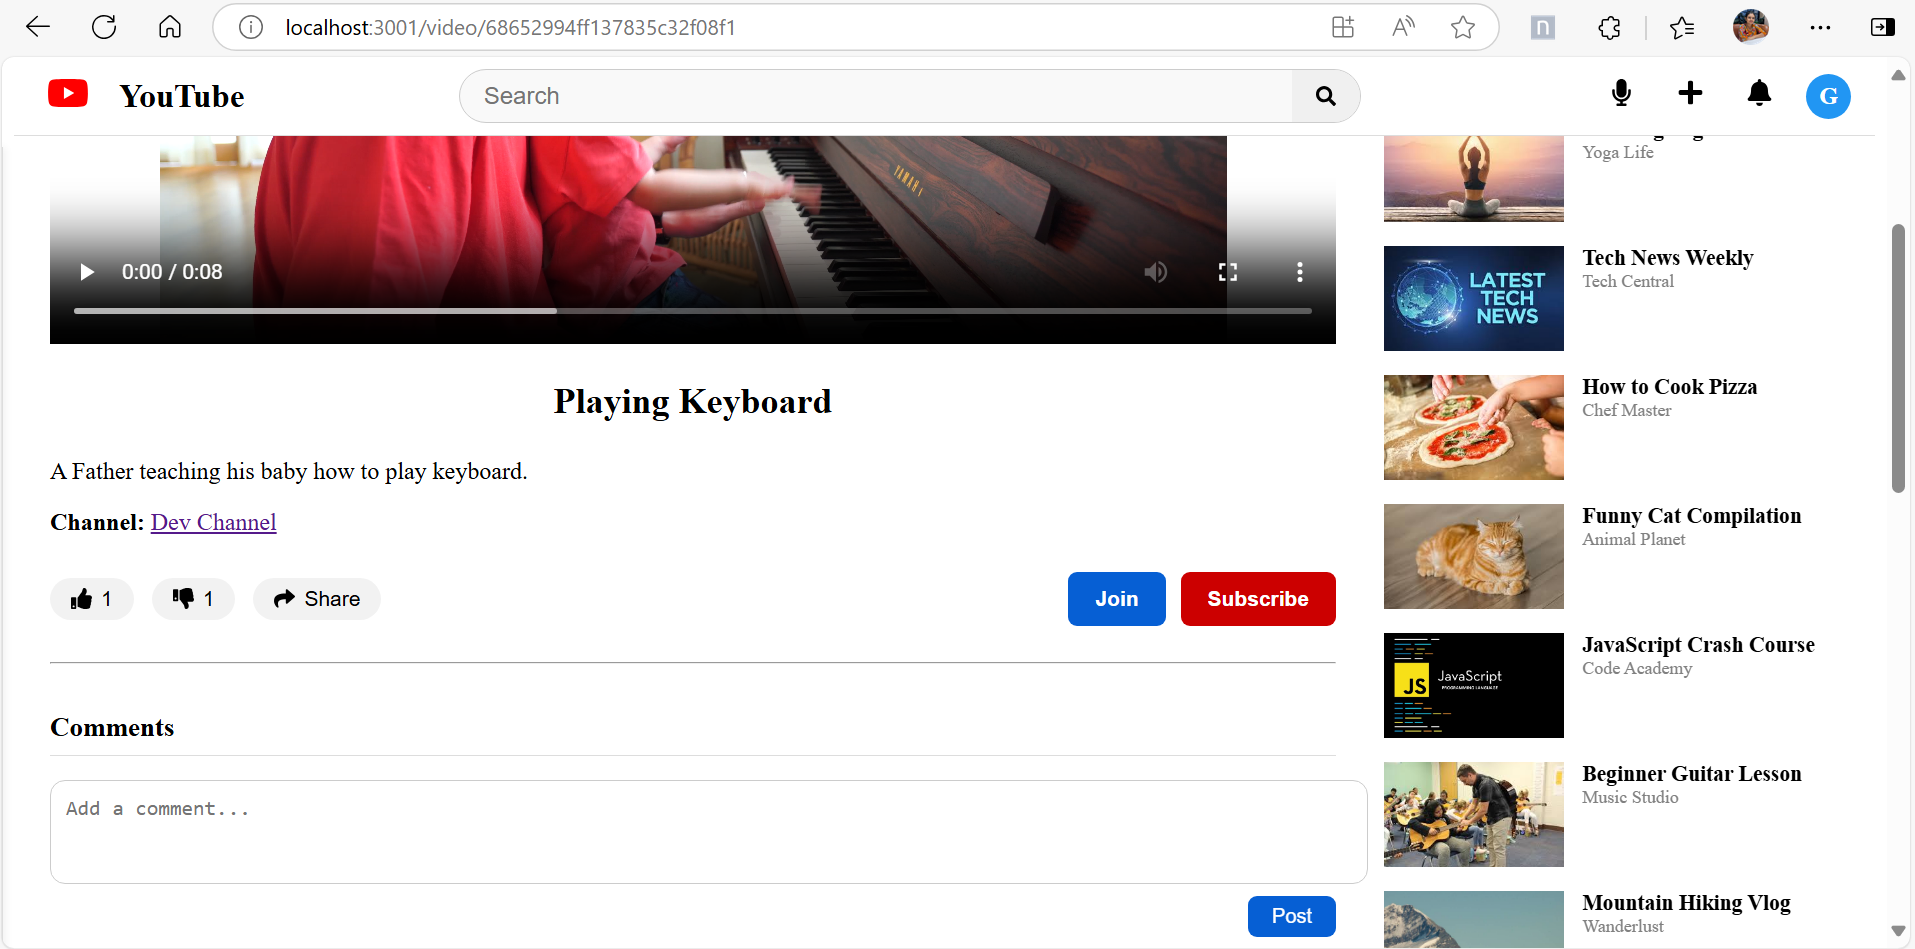 localhost:3001/video/68652994ff137835c32f08f1
n
YouTube
Search
G
YAMAHA
0:00 / 0:08
Playing Keyboard
A Father teaching his baby how to play keyboard.
Channel: Dev Channel
1
1
Share
Join
Subscribe
Comments
Add a comment...
Post
Yoga Life
LATEST
TECH
NEWS
Tech News Weekly
Tech Central
How to Cook Pizza
Chef Master
Funny Cat Compilation
Animal Planet
JS
JavaScript
PROGRAMMING LANGUAGE
JavaScript Crash Course
Code Academy
Beginner Guitar Lesson
Music Studio
Mountain Hiking Vlog
Wanderlust